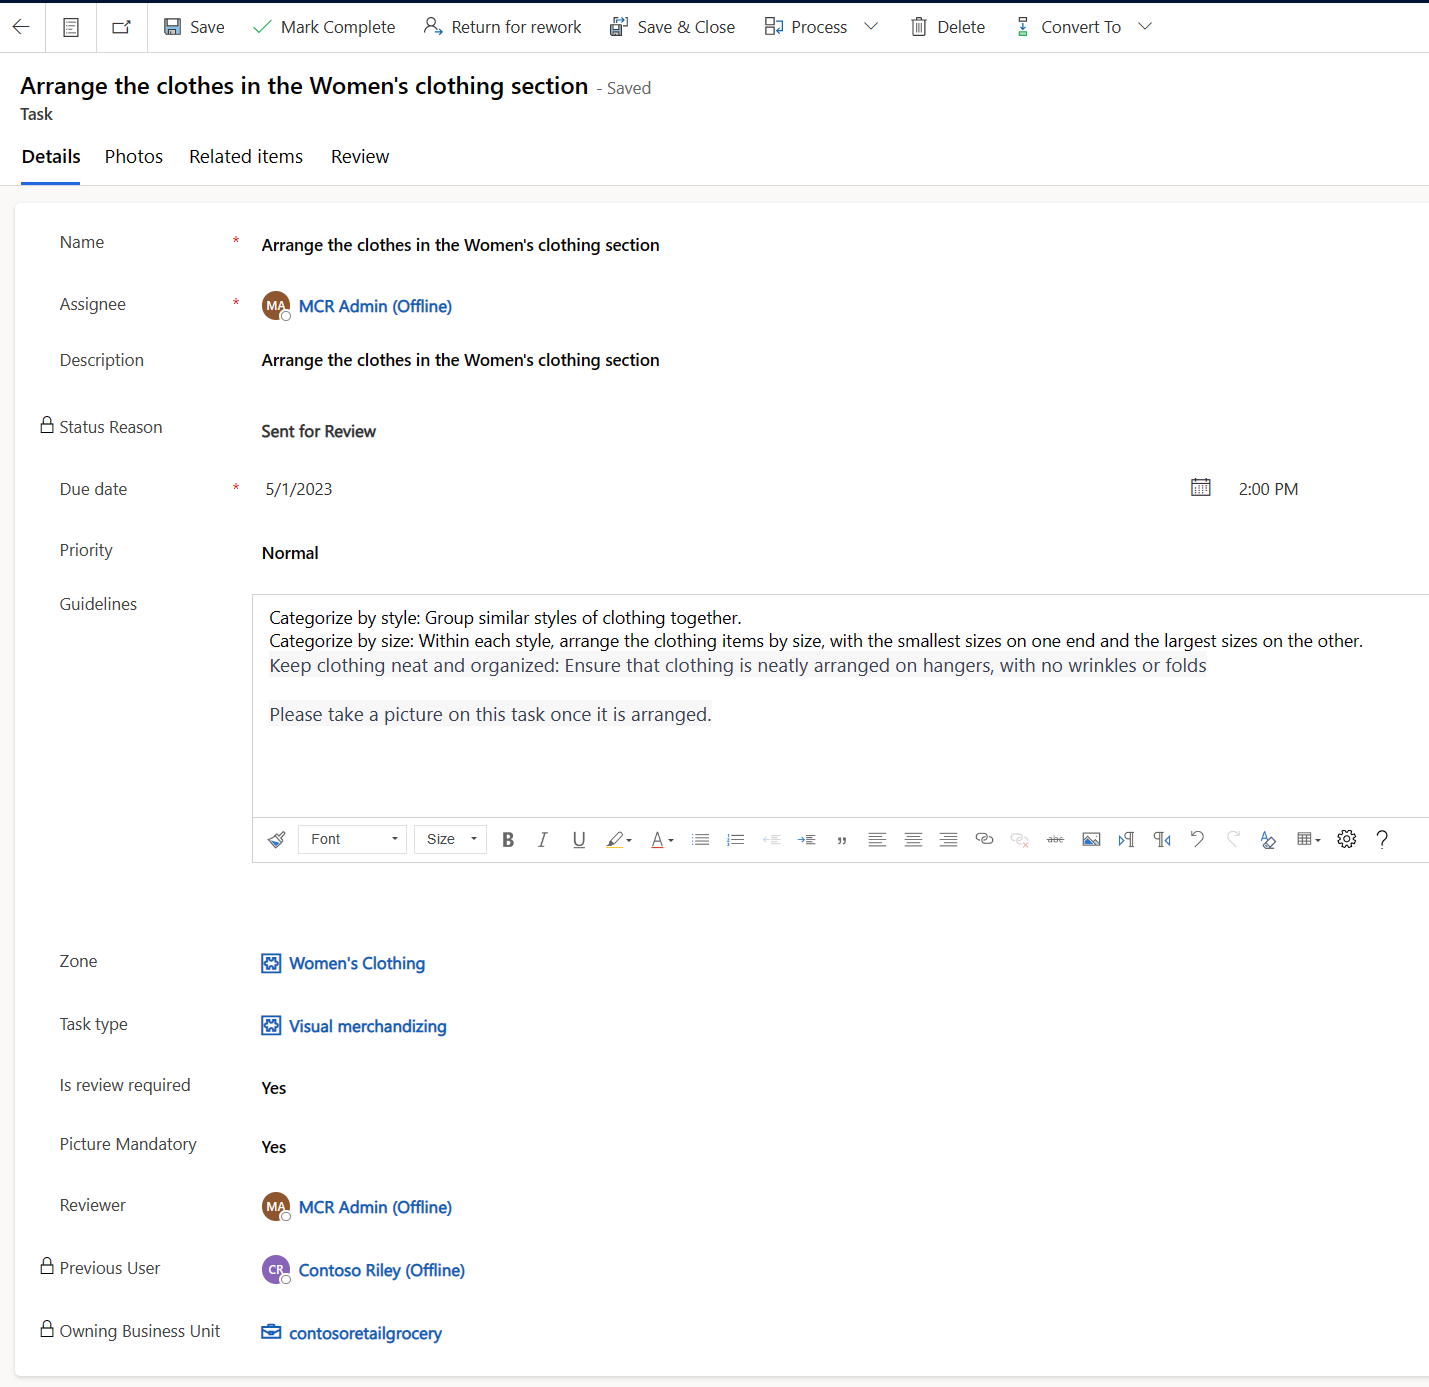 Save Mark Complete Return for rework Save & Close Process Delete Convert To
Arrange the clothes in the Women's clothing section - Saved
Task
Details Photos Related items Review
Name * Arrange the clothes in the Women's clothing section
Assignee * MA MCR Admin (Offline)
Description Arrange the clothes in the Women's clothing section
Status Reason Sent for Review
Due date * 5/1/2023 2:00 PM
Priority Normal
Guidelines
Categorize by style: Group similar styles of clothing together.
Categorize by size: Within each style, arrange the clothing items by size, with the smallest sizes on one end and the largest sizes on the other.
Keep clothing neat and organized: Ensure that clothing is neatly arranged on hangers, with no wrinkles or folds
Please take a picture on this task once it is arranged.
Font Size B I U A abc ?
Zone Women's Clothing
Task type Visual merchandizing
Is review required Yes
Picture Mandatory Yes
Reviewer MA MCR Admin (Offline)
Previous User CR Contoso Riley (Offline)
Owning Business Unit contosoretailgrocery